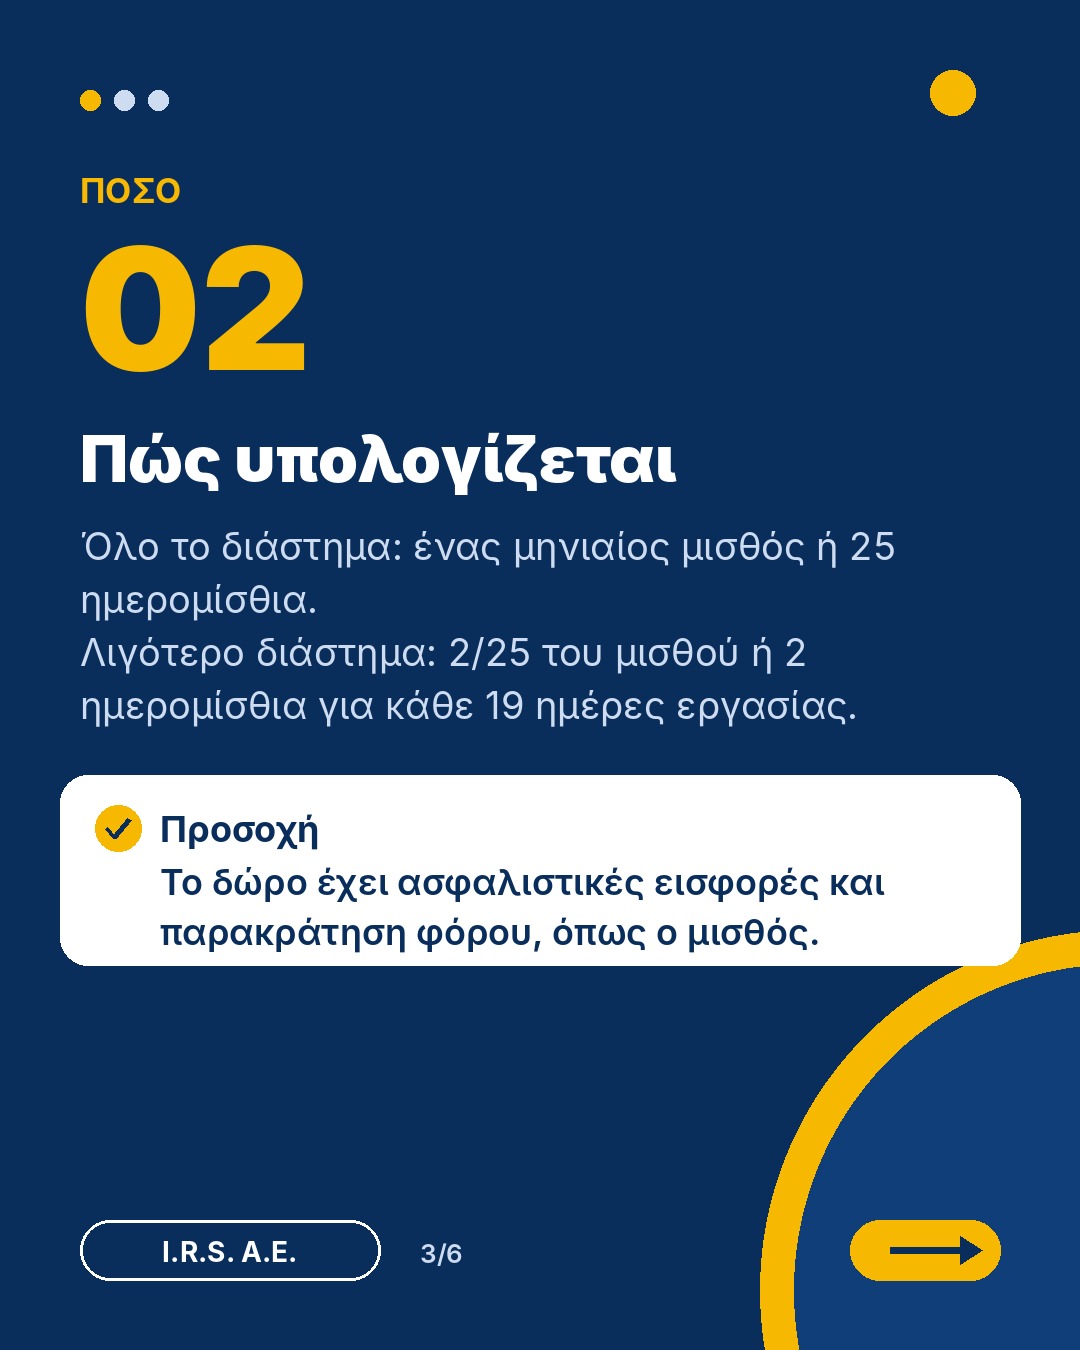 ΠΟΣΟ
02
Πώς υπολογίζεται
Όλο το διάστημα: ένας μηνιαίος μισθός ή 25
ημερομίσθια.
Λιγότερο διάστημα: 2/25 του μισθού ή 2
ημερομίσθια για κάθε 19 ημέρες εργασίας.
Προσοχή
Το δώρο έχει ασφαλιστικές εισφορές και
παρακράτηση φόρου, όπως ο μισθός.
I.R.S. A.E.
3/6